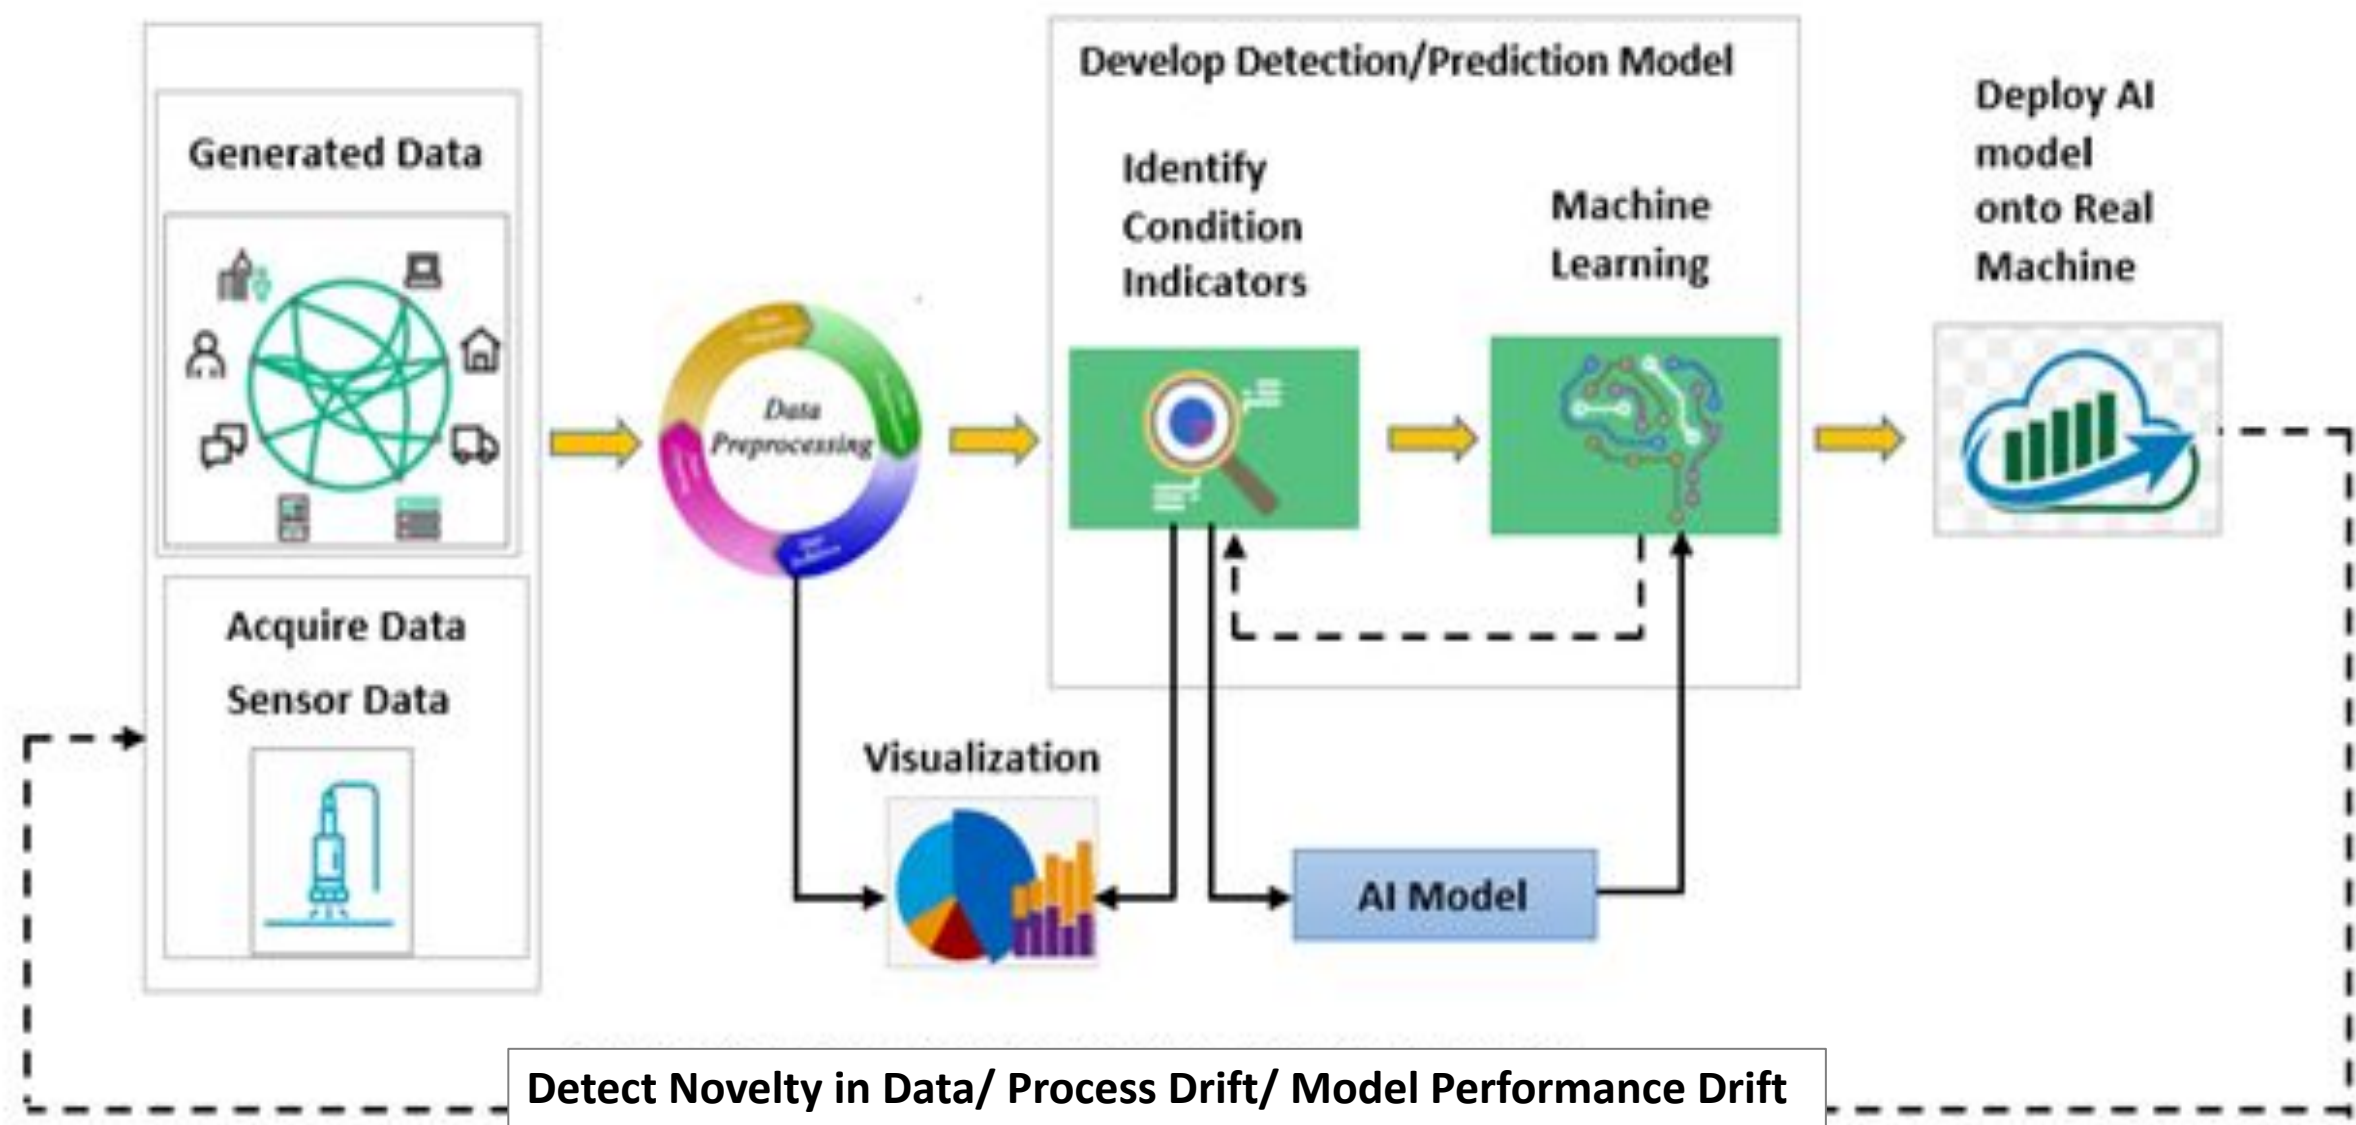 Generated Data
Acquire Data
Sensor Data
Data
Preprocessing
Visualization
Develop Detection/Prediction Model
Identify
Condition
Indicators
Machine
Learning
AI Model
Deploy AI
model
onto Real
Machine
Detect Novelty in Data/ Process Drift/ Model Performance Drift